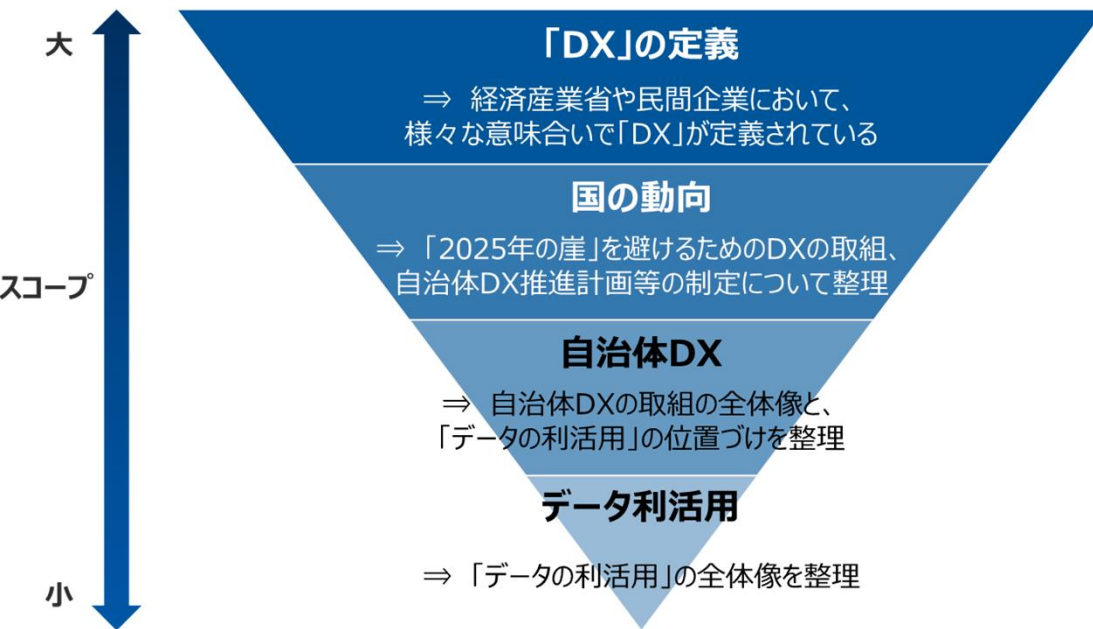 大
スコープ
小
「DX」の定義
⇒ 経済産業省や民間企業において、
様々な意味合いで「DX」が定義されている
国の動向
⇒ 「2025年の崖」を避けるためのDXの取組、
自治体DX推進計画等の制定について整理
自治体DX
⇒ 自治体DXの取組の全体像と、
「データの利活用」の位置づけを整理
データ利活用
⇒ 「データの利活用」の全体像を整理